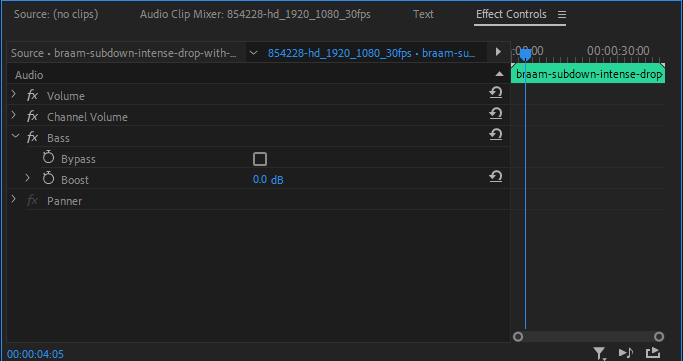 Source: (no clips) Audio Clip Mixer: 854228-hd_1920_1080_30fps Text Effect Controls
Source • braam-subdown-intense-drop-with-... 854228-hd_1920_1080_30fps • braam-su... :00:00 00:00:30:00
Audio braam-subdown-intense-drop
fx Volume
fx Channel Volume
fx Bass
Bypass
Boost 0.0 dB
fx Panner
00:00:04:05